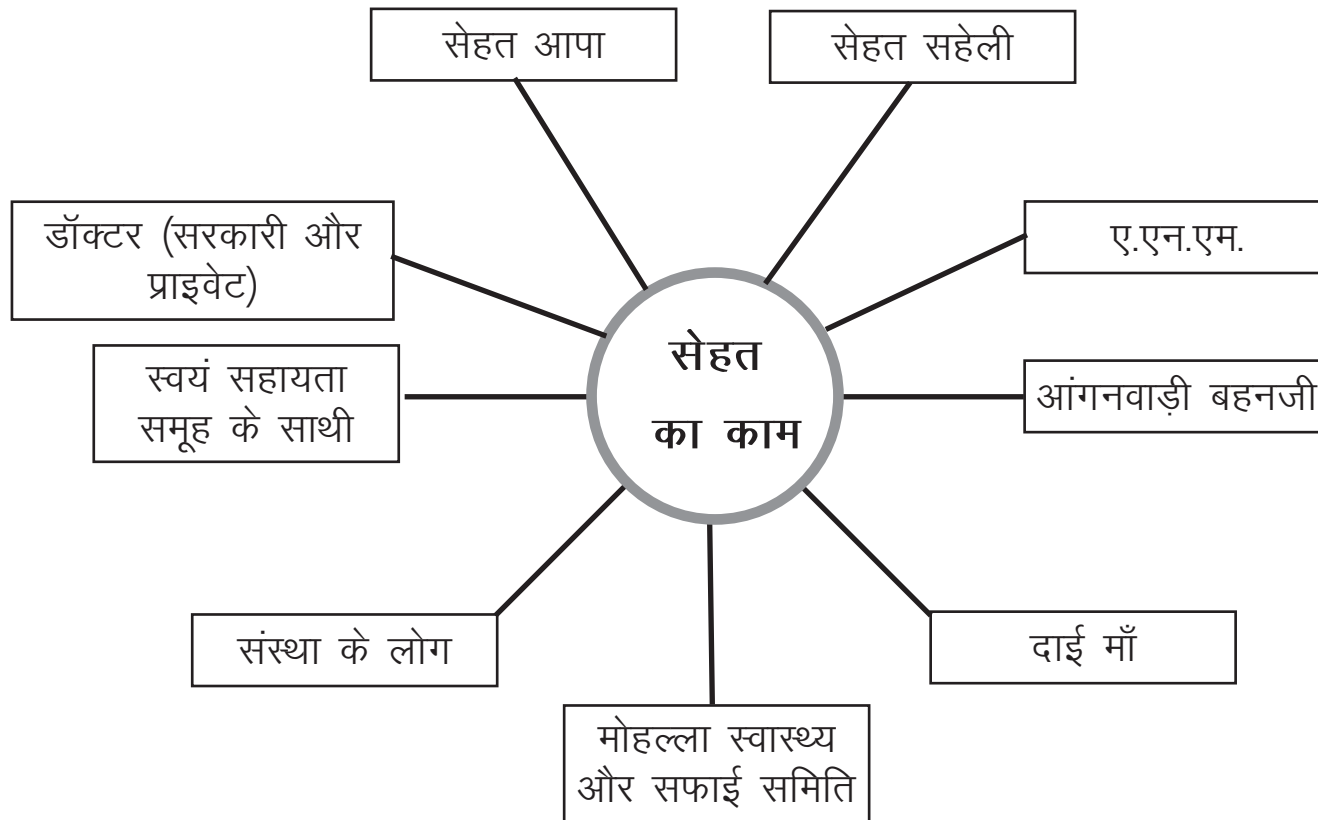 सेहत आपा
सेहत सहेली
डॉक्टर (सरकारी और
प्राइवेट)
ए.एन.एम.
सेहत
का काम
स्वयं सहायता
समूह के साथी
आंगनवाड़ी बहनजी
संस्था के लोग
दाई माँ
मोहल्ला स्वास्थ्य
और सफाई समिति